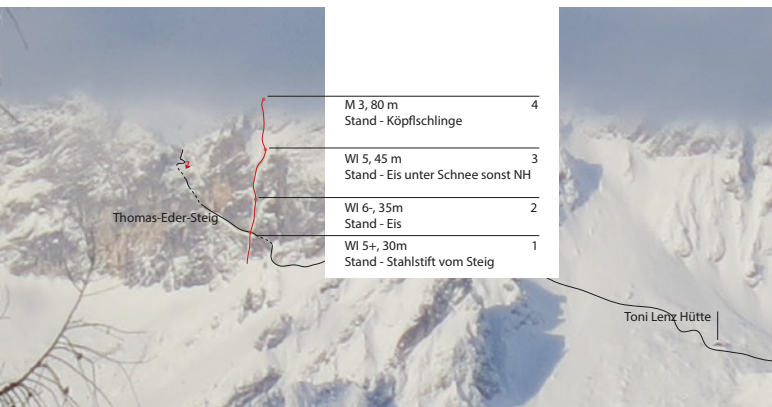 M 3, 80 m 4
Stand - Köpflschlinge
WI 5, 45 m 3
Stand - Eis unter Schnee sonst NH
WI 6-, 35m 2
Stand - Eis
WI 5+, 30m 1
Stand - Stahlstift vom Steig
Thomas-Eder-Steig
Toni Lenz Hütte